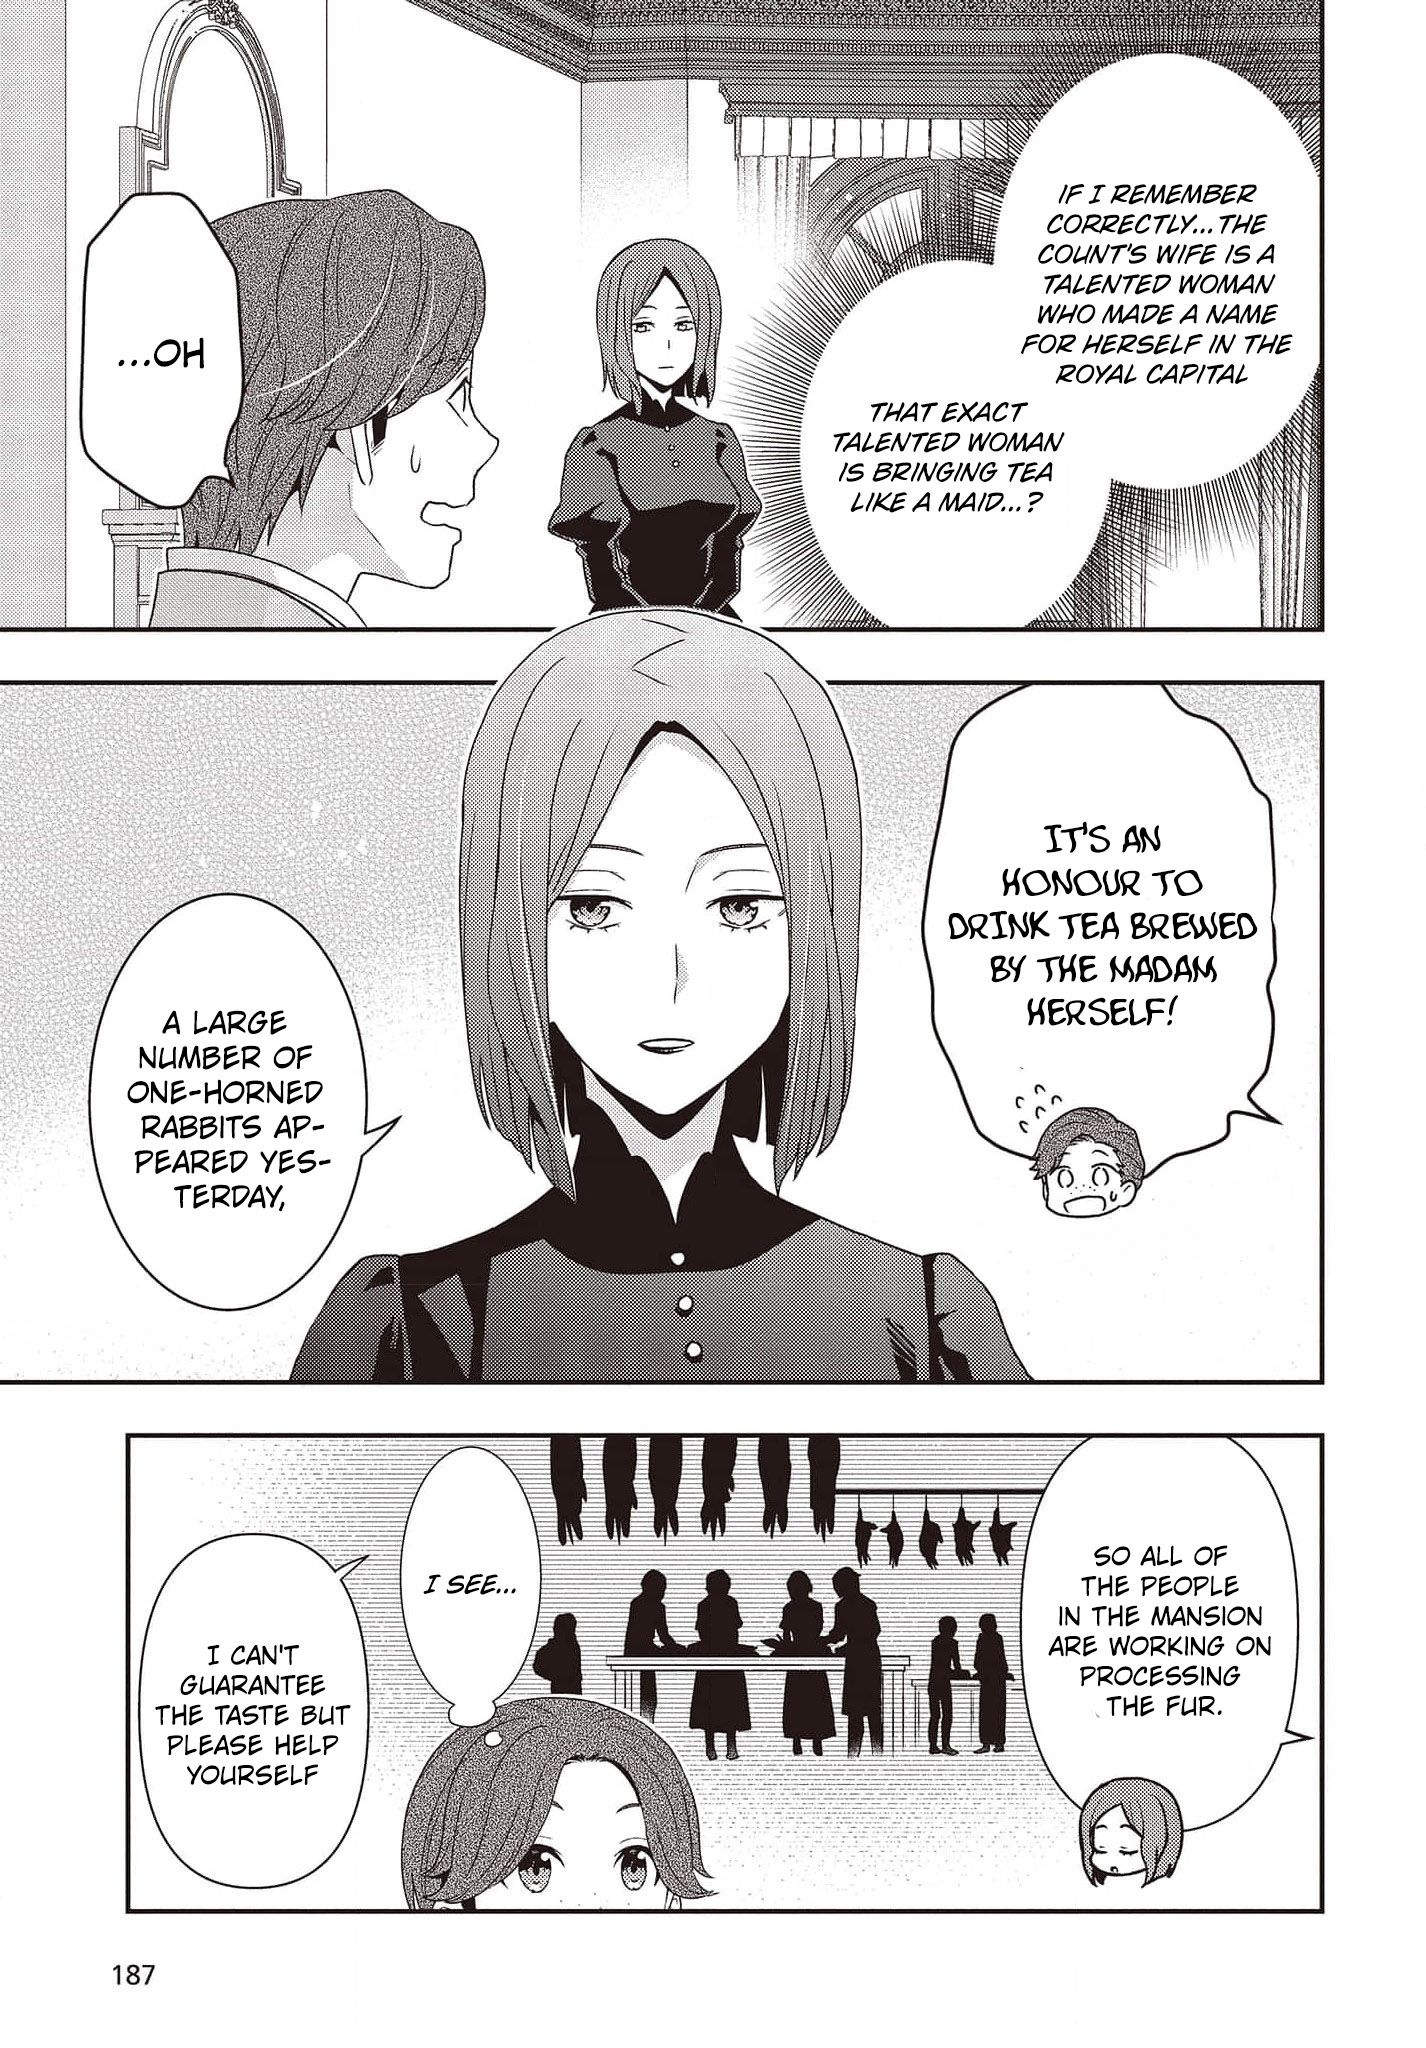 IF I REMEMBER
CORRECTLY...THE
COUNT'S WIFE IS A
TALENTED WOMAN
WHO MADE A NAME
FOR HERSELF IN THE
ROYAL CAPITAL
THAT EXACT
TALENTED WOMAN
IS BRINGING TEA
LIKE A MAID...?
...OH
IT'S AN
HONOUR TO
DRINK TEA BREWED
BY THE MADAM
HERSELF!
A LARGE
NUMBER OF
ONE-HORNED
RABBITS AP-
PEARED YES-
TERDAY,
SO ALL OF
THE PEOPLE
IN THE MANSION
ARE WORKING ON
PROCESSING
THE FUR.
I SEE...
I CAN'T
GUARANTEE
THE TASTE BUT
PLEASE HELP
YOURSELF
187